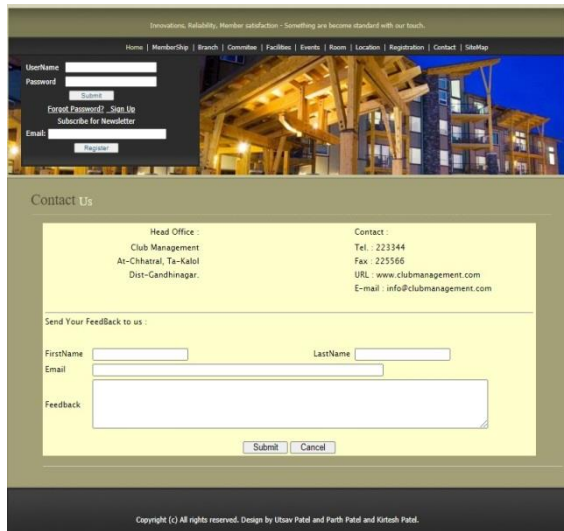 Innovations, Reliability, Member satisfaction - Something are become standard with our touch.
Home | MemberShip | Branch | Commitee | Facilities | Events | Room | Location | Registration | Contact | SiteMap
UserName
Password
Submit
Forgot Password? Sign Up
Subscribe for Newsletter
Email:
Register
Contact Us
Head Office :
Club Management
At-Chhatral, Ta-Kalol
Dist-Gandhinagar.
Contact :
Tel. : 223344
Fax : 225566
URL : www.clubmanagement.com
E-mail : info@clubmanagement.com
Send Your FeedBack to us :
FirstName LastName
Email
Feedback
Submit Cancel
Copyright (c) All rights reserved. Design by Utsav Patel and Parth Patel and Kirtesh Patel.